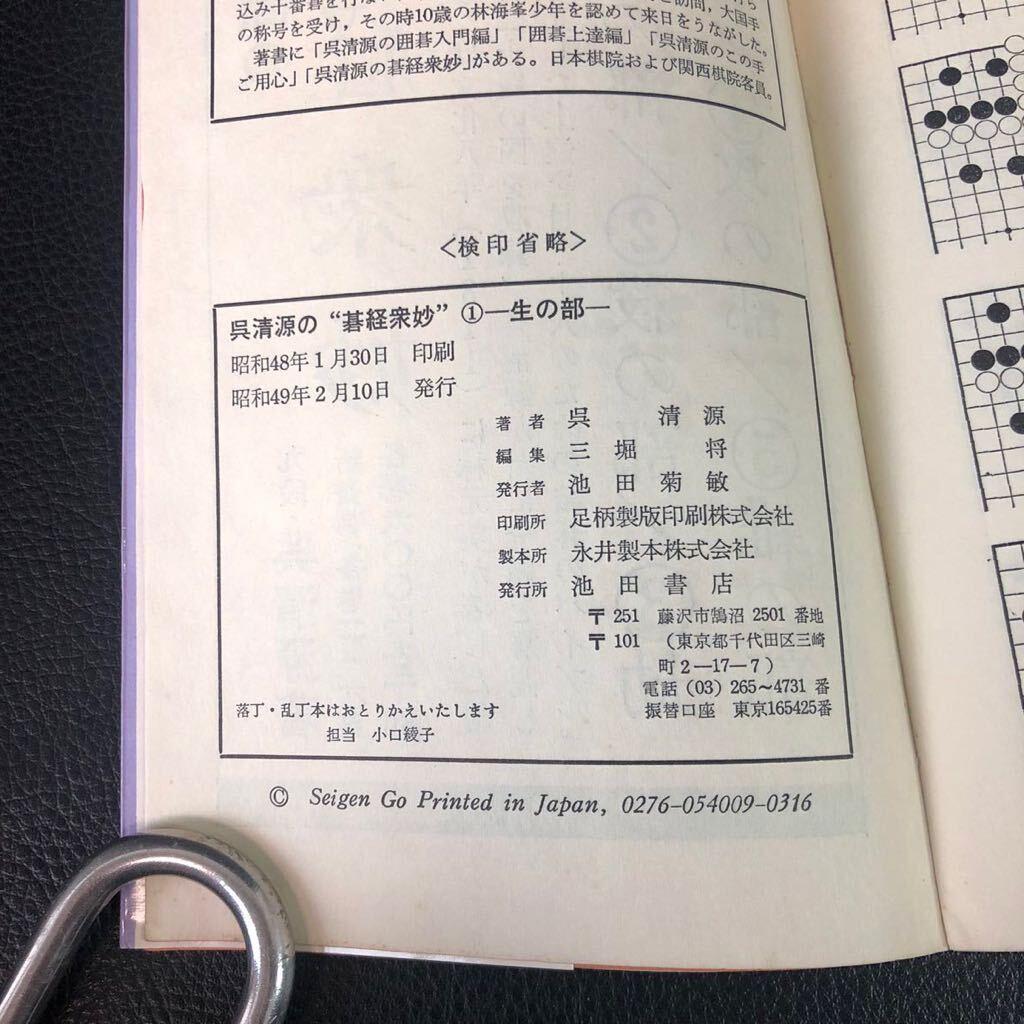 込み十番碁を行な
訪問，大国手
の称号を受け，その時10歳の林海峯少年を認めて来日をうながした。
著書に「呉清源の囲碁入門編」「囲碁上達編」「呉清源のこの手
ご用心」「呉清源の碁経衆妙」がある。日本棋院および関西棋院客員。
＜検印省略＞
呉清源の“碁経衆妙”①―生の部―
昭和48年1月30日 印刷
昭和49年2月10日 発行
著者 呉清源
編集 三堀将
発行者 池田菊敏
印刷所 足柄製版印刷株式会社
製本所 永井製本株式会社
発行所 池田書店
〒251 藤沢市鵠沼 2501 番地
〒101 （東京都千代田区三崎
町2―17―7）
電話（03）265～4731 番
振替口座 東京165425番
落丁・乱丁本はおとりかえいたします
担当 小口綾子
© Seigen Go Printed in Japan, 0276-054009-0316